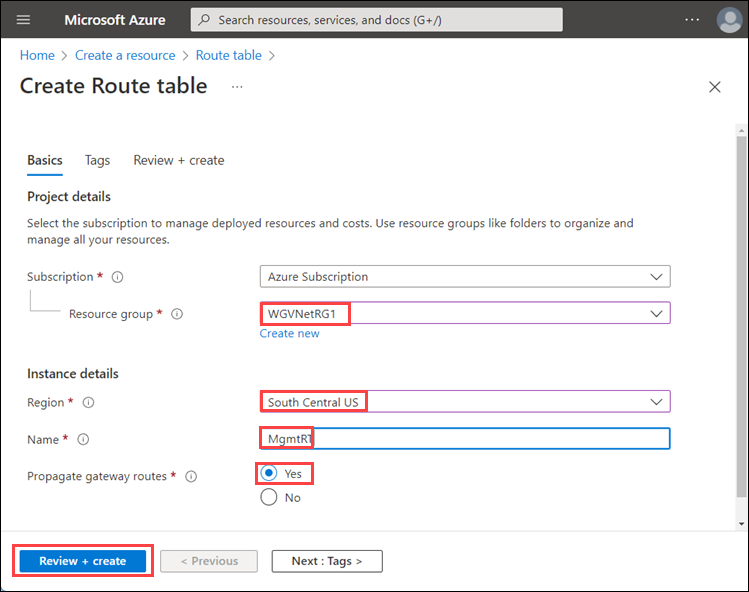 Microsoft Azure
Search resources, services, and docs (G+/)
...
Home > Create a resource > Route table >
Create Route table ...
Basics Tags Review + create
Project details
Select the subscription to manage deployed resources and costs. Use resource groups like folders to organize and
manage all your resources.
Subscription * Azure Subscription
Resource group * WGVNetRG1
Create new
Instance details
Region * South Central US
Name * MgmtRT
Propagate gateway routes * Yes
No
Review + create < Previous Next : Tags >